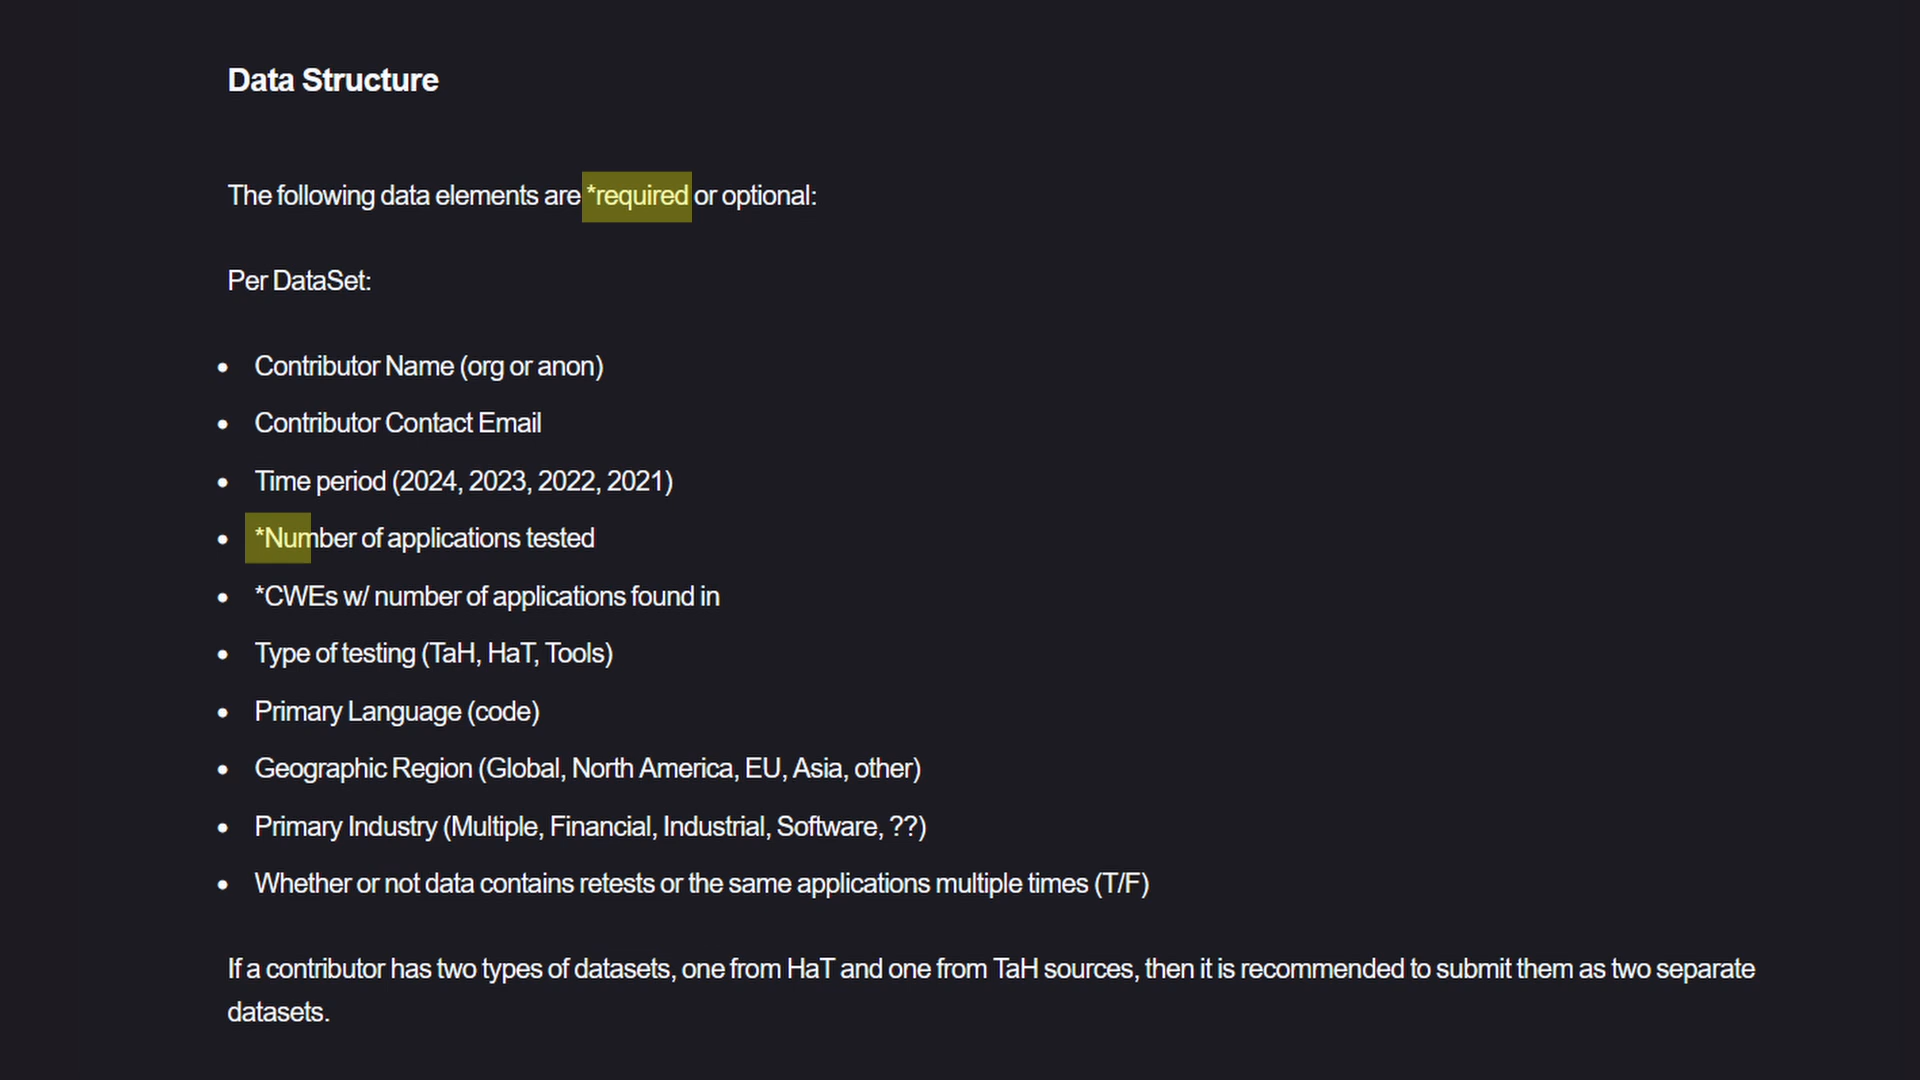 Data Structure
The following data elements are *required or optional:
Per DataSet:
• Contributor Name (org or anon)
• Contributor Contact Email
• Time period (2024, 2023, 2022, 2021)
• *Number of applications tested
• *CWEs w/ number of applications found in
• Type of testing (TaH, HaT, Tools)
• Primary Language (code)
• Geographic Region (Global, North America, EU, Asia, other)
• Primary Industry (Multiple, Financial, Industrial, Software, ??)
• Whether or not data contains retests or the same applications multiple times (T/F)
If a contributor has two types of datasets, one from HaT and one from TaH sources, then it is recommended to submit them as two separate
datasets.